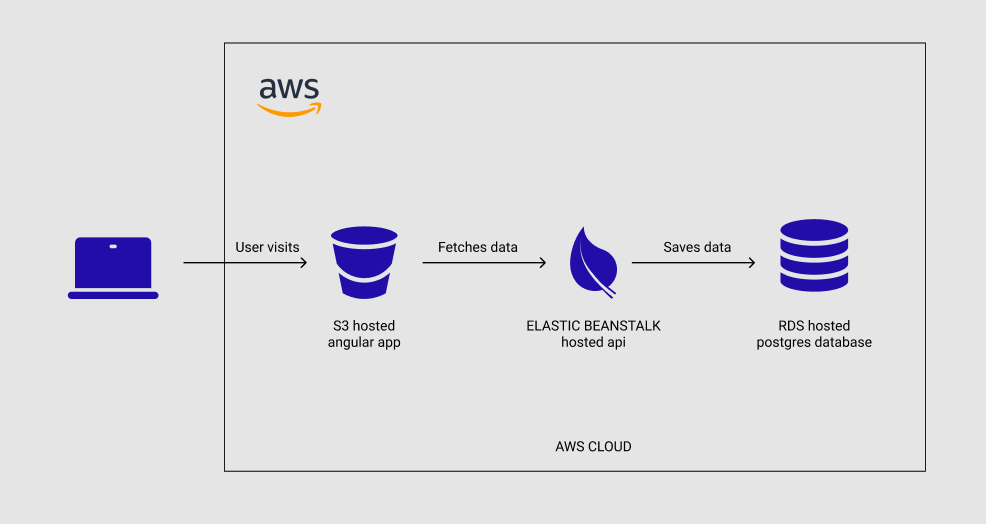 aws
User visits
Fetches data
Saves data
S3 hosted
angular app
ELASTIC BEANSTALK
hosted api
RDS hosted
postgres database
AWS CLOUD